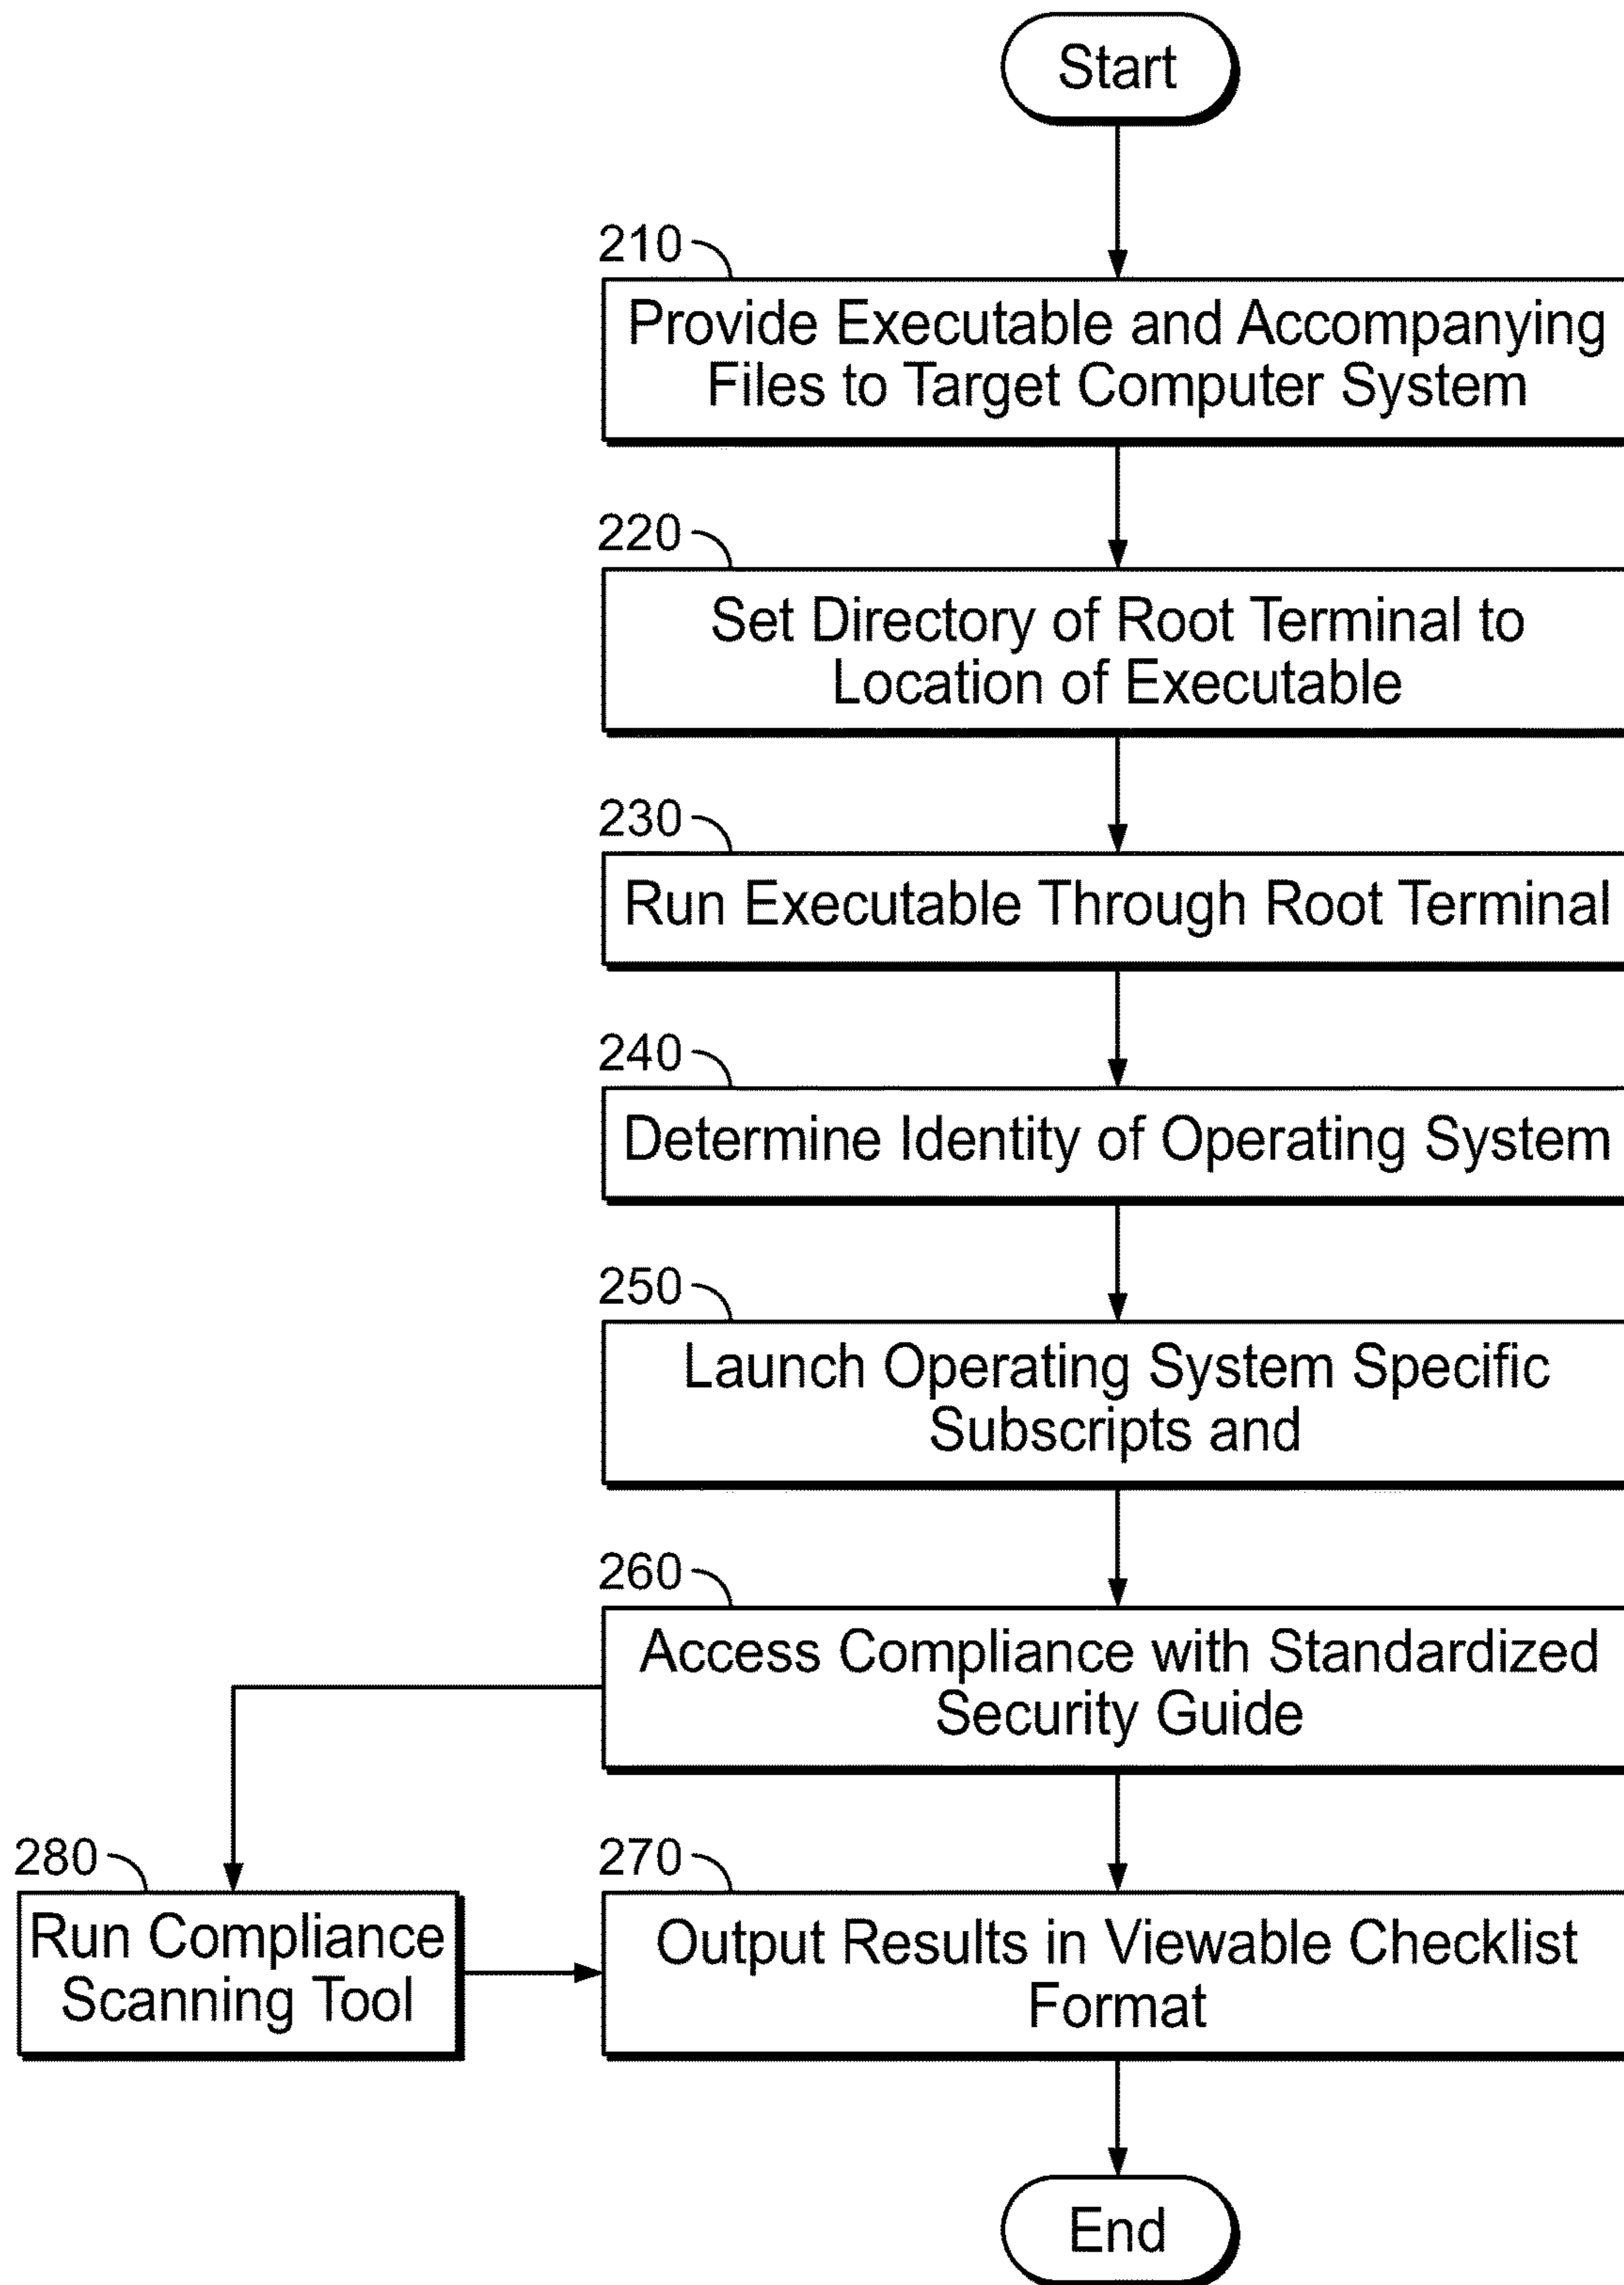 Start
210
Provide Executable and Accompanying
Files to Target Computer System
220
Set Directory of Root Terminal to
Location of Executable
230
Run Executable Through Root Terminal
240
Determine Identity of Operating System
250
Launch Operating System Specific
Subscripts and
260
Access Compliance with Standardized
Security Guide
280
Run Compliance
Scanning Tool
270
Output Results in Viewable Checklist
Format
End